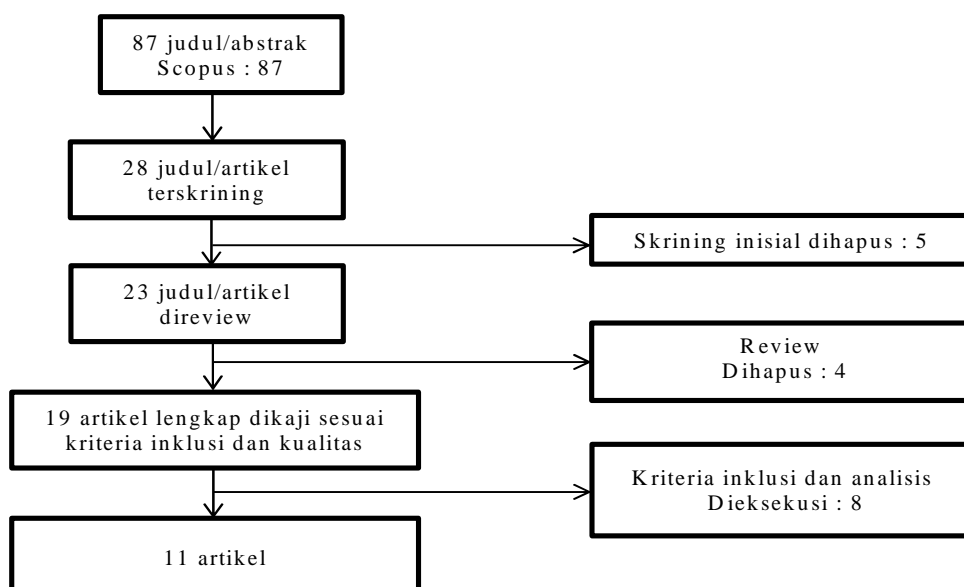 87 judul/abstrak
Scopus : 87
28 judul/artikel
terskrining
Skrining inisial dihapus : 5
23 judul/artikel
direview
Review
Dihapus : 4
19 artikel lengkap dikaji sesuai
kriteria inklusi dan kualitas
Kriteria inklusi dan analisis
Dieksekusi : 8
11 artikel